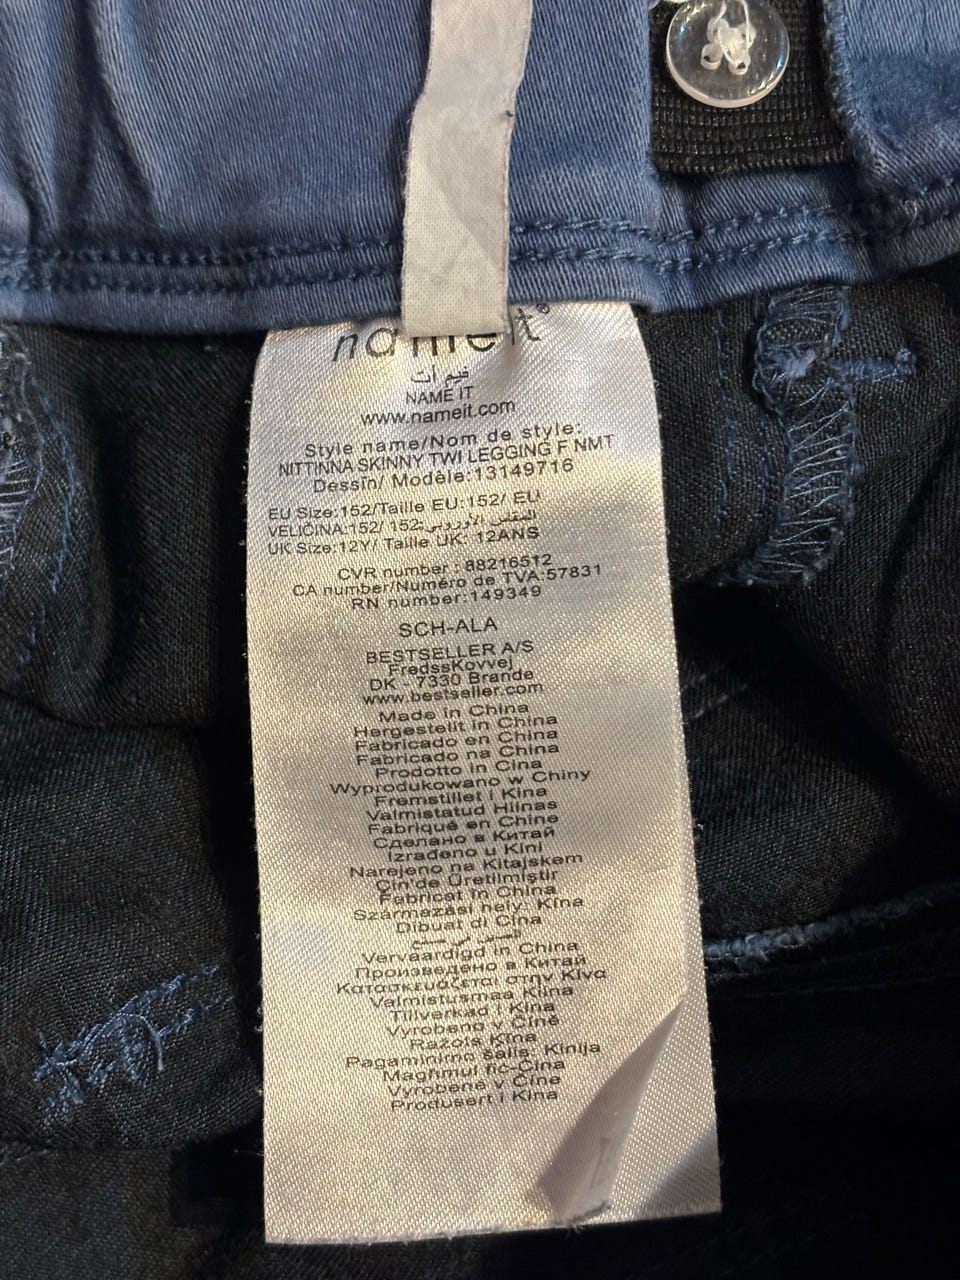 nameit®
نيم ات
NAME IT
www.nameit.com
Style name/Nom de style:
NITTINNA SKINNY TWI LEGGING F NMT
Dessin/ Modèle:13149716
EU Size:152/Taille EU:152/ EU
VELIČINA:152/ 152:المقاس الأوروبي
UK Size:12Y/ Taille UK: 12ANS
CVR number : 88216512
CA number/Numéro de TVA:57831
RN number:149349
SCH-ALA
BESTSELLER A/S
FredssKovvej
DK - 7330 Brande
www.bestseller.com
Made in China
Hergestellt in China
Fabricado en China
Fabricado na China
Prodotto in Cina
Wyprodukowano w Chiny
Fremstillet i Kina
Valmistatud Hiinas
Fabriqué en Chine
Сделано в Китай
Izrađeno u Kini
Narejeno na Kitajskem
Çin'de Üretilmiştir
Fabricat în China
Származási hely: Kína
Dibuat di Cina
الصنع في
Vervaardigd in China
Произведено в Китай
Κατασκευάζεται στην Κίνα
Valmistusmaa Kiina
Tillverkad i Kina
Vyrobeno v Číně
Ražots Ķīna
Pagaminimo šalis: Kinija
Magħmul fiċ-Ċina
Vyrobené v Číne
Produsert i Kina